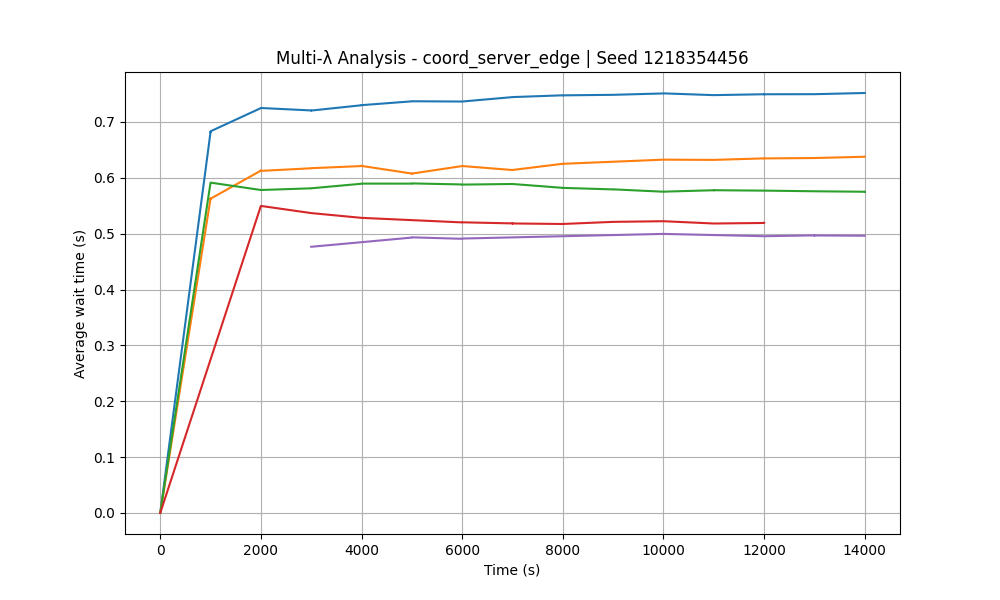 Multi-λ Analysis - coord_server_edge | Seed 1218354456
Average wait time (s)
0.7
0.6
0.5
0.4
0.3
0.2
0.1
0.0
0 2000 4000 6000 8000 10000 12000 14000
Time (s)